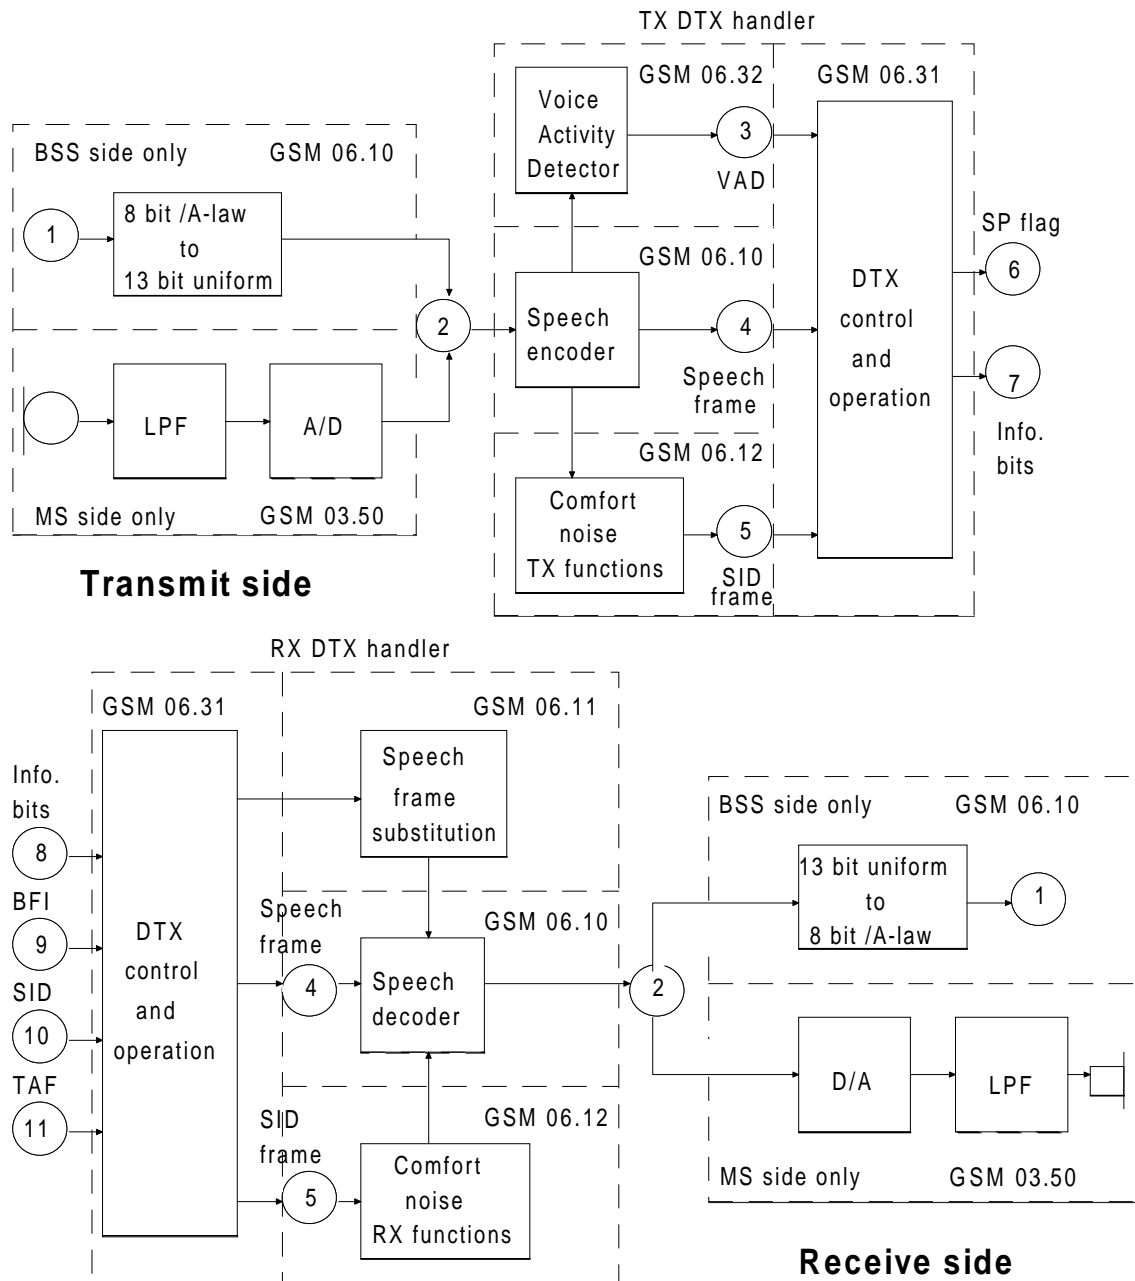 TX DTX handler
GSM 06.32
GSM 06.31
Voice
Activity
Detector
3
VAD
BSS side only
GSM 06.10
1
8 bit /A-law
to
13 bit uniform
2
GSM 06.10
Speech
encoder
4
Speech
frame
DTX
control
and
operation
SP flag
6
7
Info.
bits
LPF
A/D
MS side only
GSM 03.50
GSM 06.12
Comfort
noise
TX functions
5
SID
frame
Transmit side
RX DTX handler
GSM 06.31
GSM 06.11
Info.
bits
8
BFI
9
SID
10
TAF
11
DTX
control
and
operation
Speech
frame
substitution
Speech
frame
4
GSM 06.10
Speech
decoder
SID
frame
5
GSM 06.12
Comfort
noise
RX functions
2
BSS side only
GSM 06.10
13 bit uniform
to
8 bit /A-law
1
D/A
LPF
MS side only
GSM 03.50
Receive side